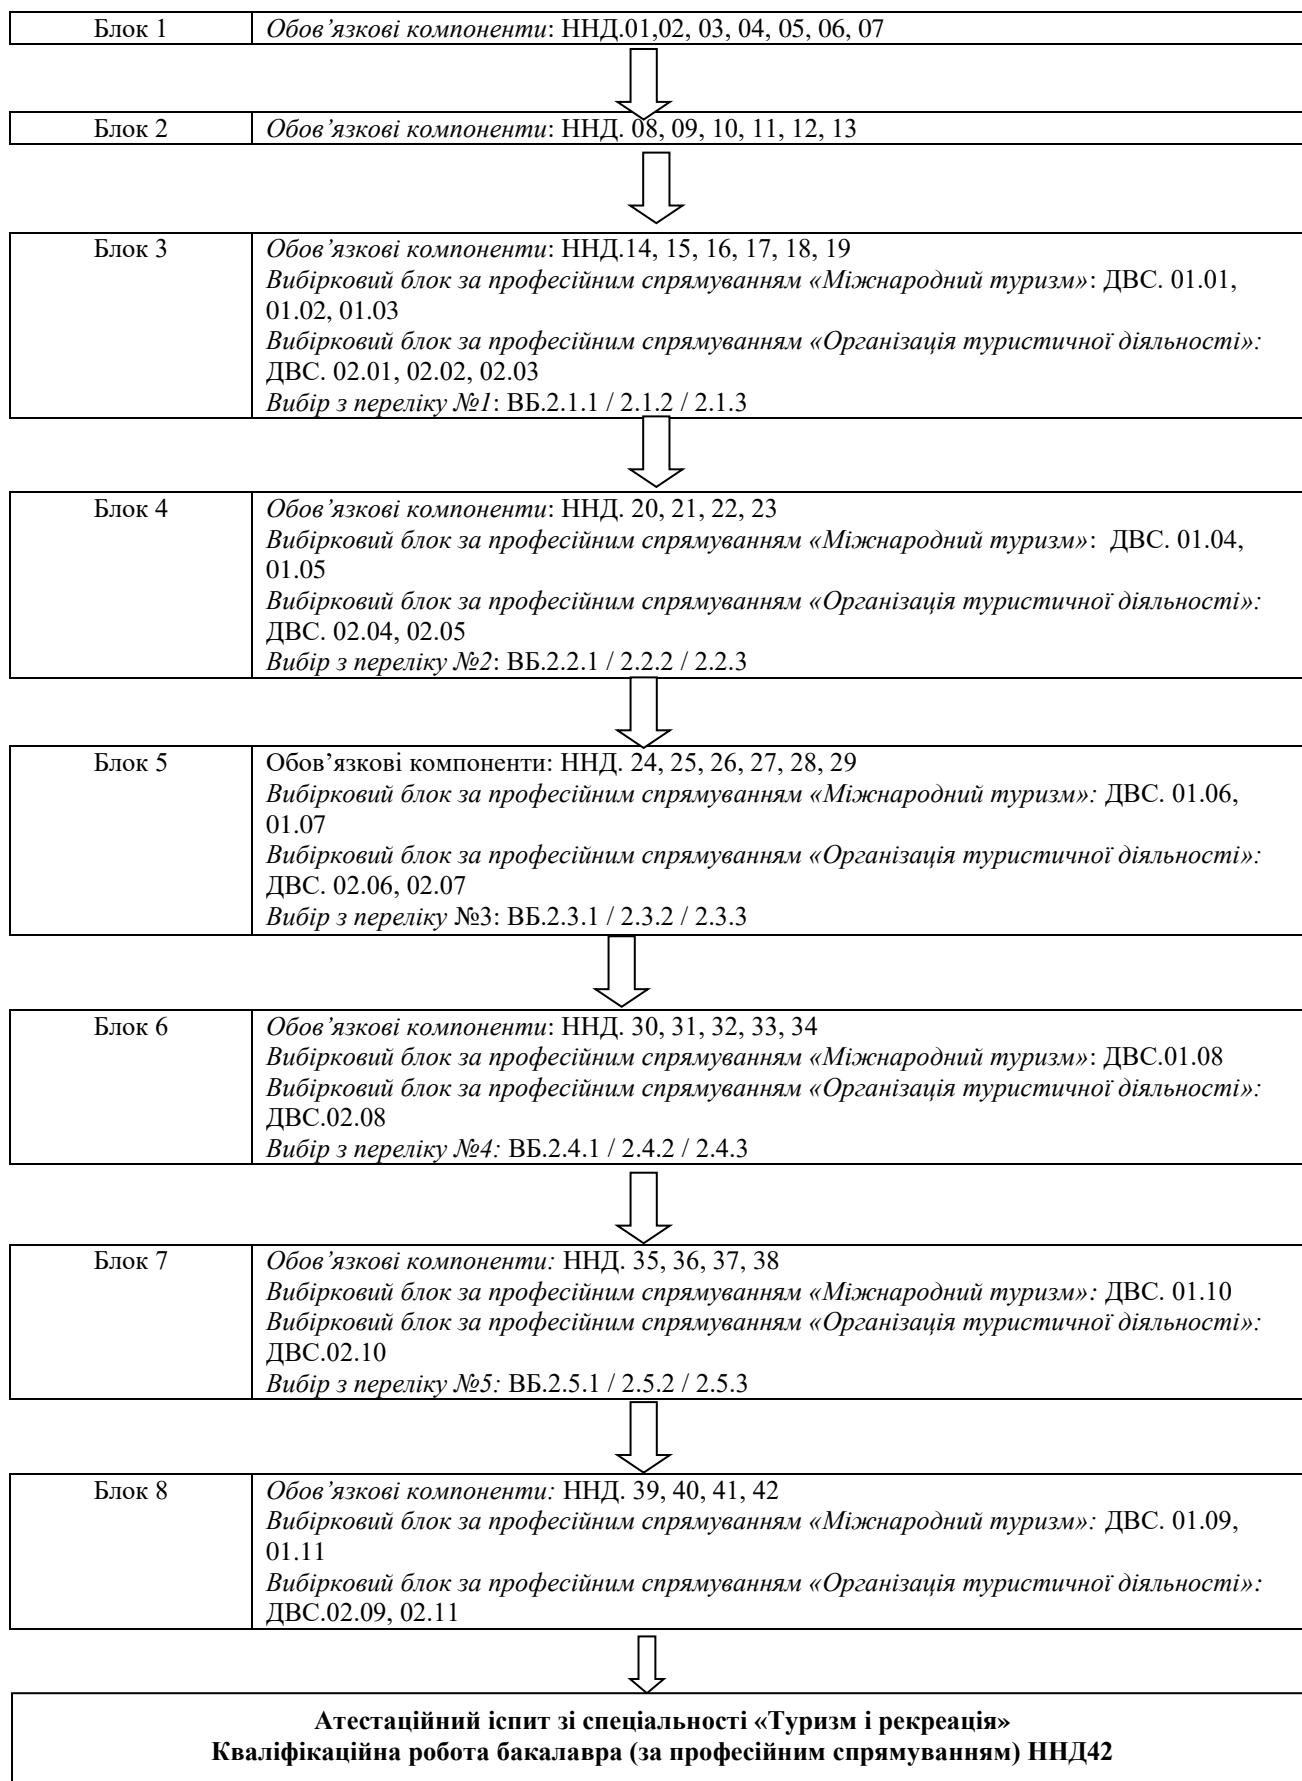 Блок 1 Обов’язкові компоненти: ННД.01,02, 03, 04, 05, 06, 07
Блок 2 Обов’язкові компоненти: ННД. 08, 09, 10, 11, 12, 13
Блок 3 Обов’язкові компоненти: ННД.14, 15, 16, 17, 18, 19
Вибірковий блок за професійним спрямуванням «Міжнародний туризм»: ДВС. 01.01,
01.02, 01.03
Вибірковий блок за професійним спрямуванням «Організація туристичної діяльності»:
ДВС. 02.01, 02.02, 02.03
Вибір з переліку №1: ВБ.2.1.1 / 2.1.2 / 2.1.3
Блок 4 Обов’язкові компоненти: ННД. 20, 21, 22, 23
Вибірковий блок за професійним спрямуванням «Міжнародний туризм»: ДВС. 01.04,
01.05
Вибірковий блок за професійним спрямуванням «Організація туристичної діяльності»:
ДВС. 02.04, 02.05
Вибір з переліку №2: ВБ.2.2.1 / 2.2.2 / 2.2.3
Блок 5 Обов’язкові компоненти: ННД. 24, 25, 26, 27, 28, 29
Вибірковий блок за професійним спрямуванням «Міжнародний туризм»: ДВС. 01.06,
01.07
Вибірковий блок за професійним спрямуванням «Організація туристичної діяльності»:
ДВС. 02.06, 02.07
Вибір з переліку №3: ВБ.2.3.1 / 2.3.2 / 2.3.3
Блок 6 Обов’язкові компоненти: ННД. 30, 31, 32, 33, 34
Вибірковий блок за професійним спрямуванням «Міжнародний туризм»: ДВС.01.08
Вибірковий блок за професійним спрямуванням «Організація туристичної діяльності»:
ДВС.02.08
Вибір з переліку №4: ВБ.2.4.1 / 2.4.2 / 2.4.3
Блок 7 Обов’язкові компоненти: ННД. 35, 36, 37, 38
Вибірковий блок за професійним спрямуванням «Міжнародний туризм»: ДВС. 01.10
Вибірковий блок за професійним спрямуванням «Організація туристичної діяльності»:
ДВС.02.10
Вибір з переліку №5: ВБ.2.5.1 / 2.5.2 / 2.5.3
Блок 8 Обов’язкові компоненти: ННД. 39, 40, 41, 42
Вибірковий блок за професійним спрямуванням «Міжнародний туризм»: ДВС. 01.09,
01.11
Вибірковий блок за професійним спрямуванням «Організація туристичної діяльності»:
ДВС.02.09, 02.11
Атестаційний іспит зі спеціальності «Туризм і рекреація»
Кваліфікаційна робота бакалавра (за професійним спрямуванням) ННД42